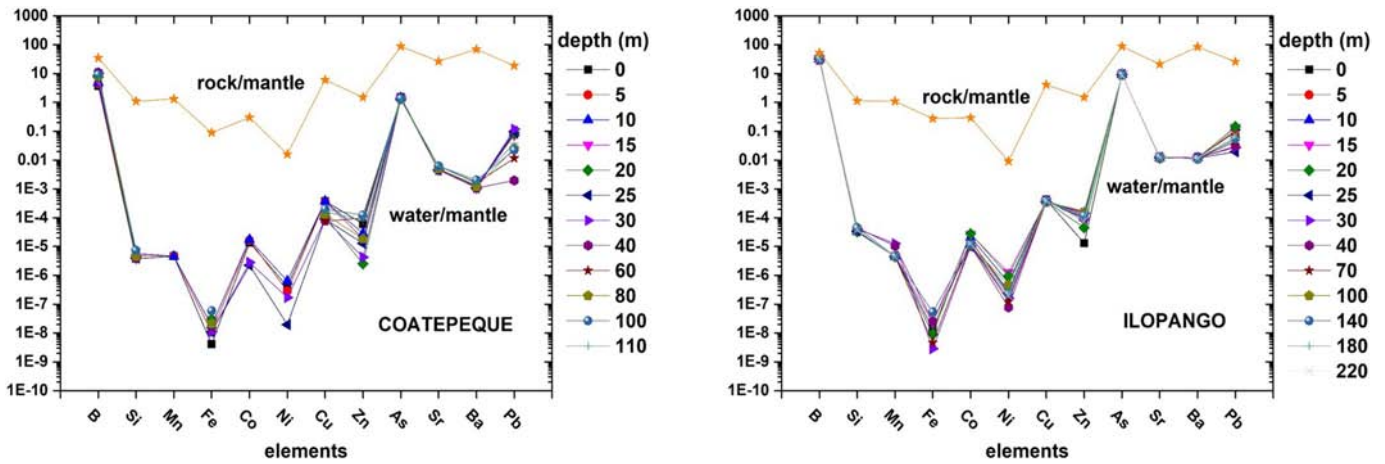 1000
100
10
1
0.1
0.01
1E-3
1E-4
1E-5
1E-6
1E-7
1E-8
1E-9
1E-10
rock/mantle
water/mantle
COATEPEQUE
B Si Mn Fe Co Ni Cu Zn As Sr Ba Pb
elements
depth (m)
0
5
10
15
20
25
30
40
60
80
100
110
1000
100
10
1
0.1
0.01
1E-3
1E-4
1E-5
1E-6
1E-7
1E-8
1E-9
1E-10
rock/mantle
water/mantle
ILOPANGO
B Si Mn Fe Co Ni Cu Zn As Sr Ba Pb
elements
depth (m)
0
5
10
15
20
25
30
40
70
100
140
180
220